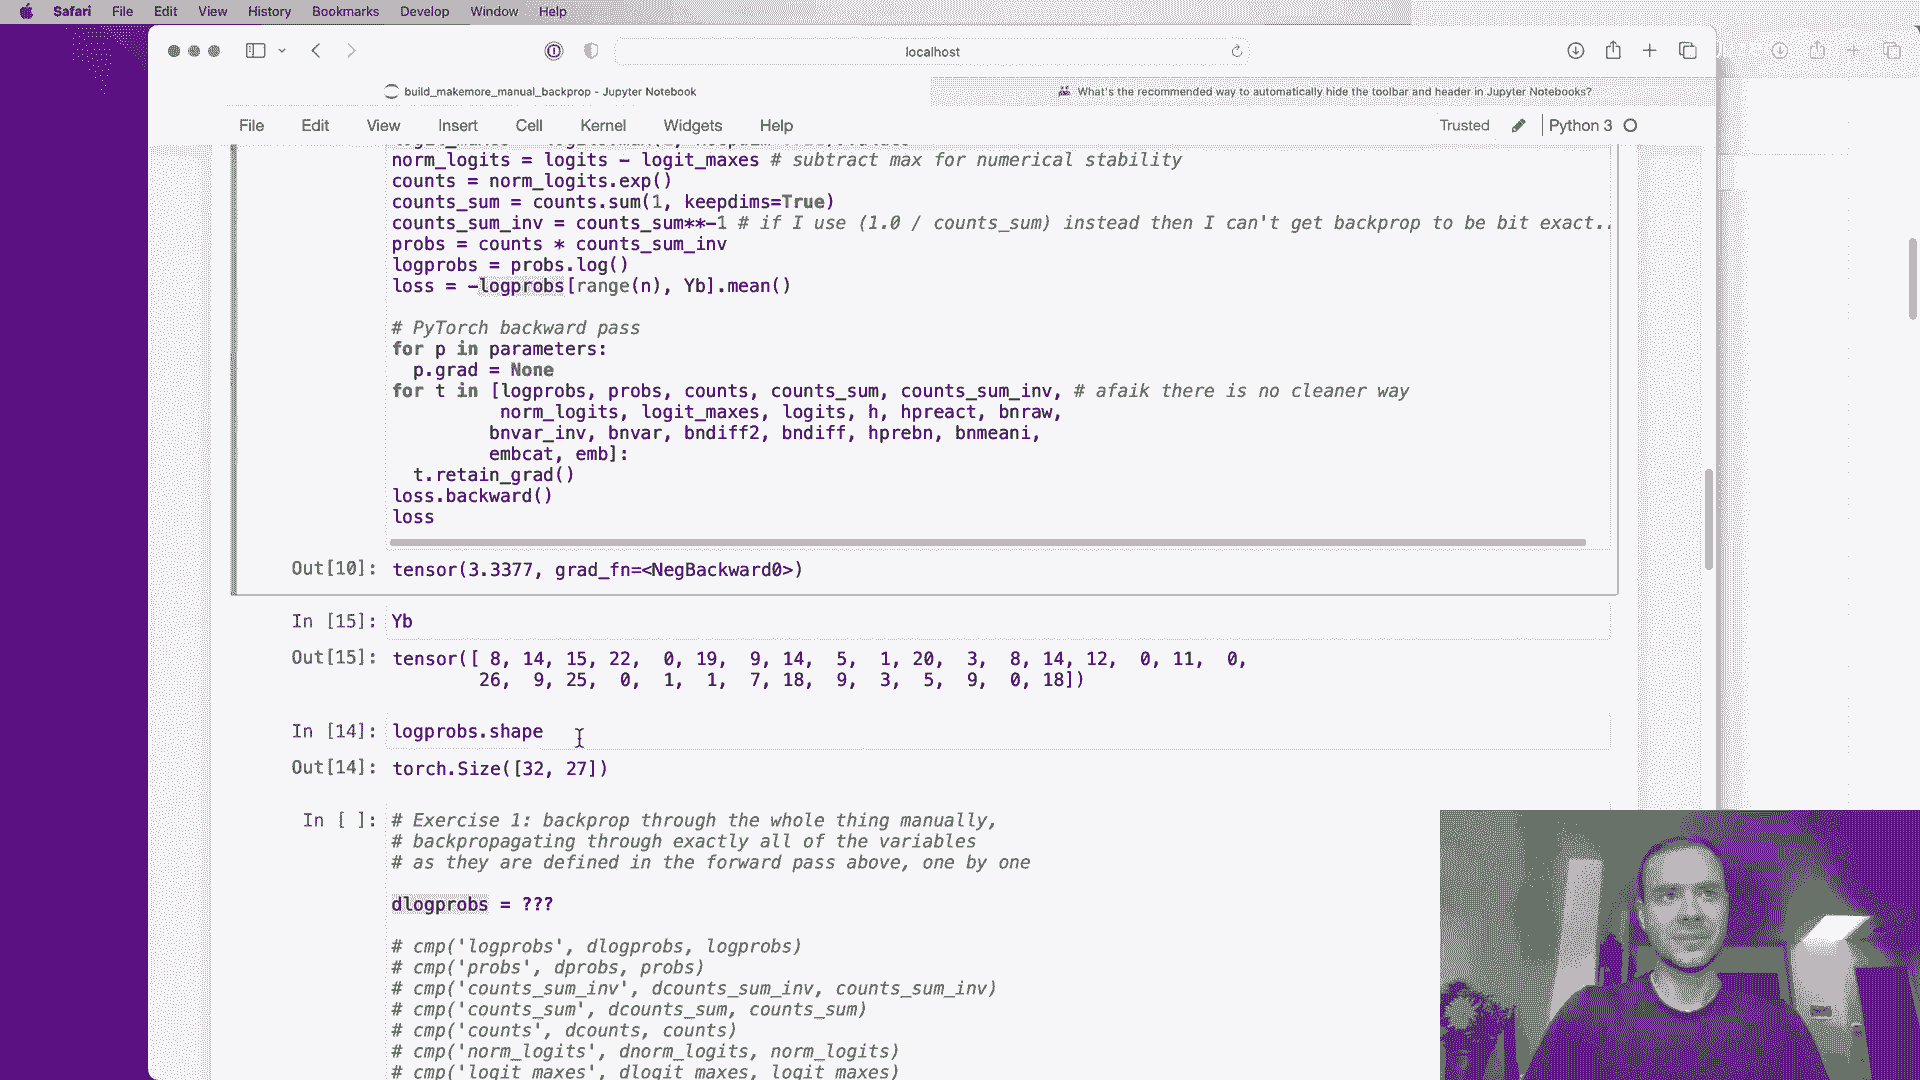 Safari File Edit View History Bookmarks Develop Window Help
localhost
build_makemore_manual_backprop - Jupyter Notebook
What's the recommended way to automatically hide the toolbar and header in Jupyter Notebooks?
File Edit View Insert Cell Kernel Widgets Help
Trusted Python 3
norm_logits = logits - logit_maxes # subtract max for numerical stability
counts = norm_logits.exp()
counts_sum = counts.sum(1, keepdims=True)
counts_sum_inv = counts_sum**-1 # if I use (1.0 / counts_sum) instead then I can't get backprop to be bit exact..
probs = counts * counts_sum_inv
logprobs = probs.log()
loss = -logprobs[range(n), Yb].mean()
# PyTorch backward pass
for p in parameters:
p.grad = None
for t in [logprobs, probs, counts, counts_sum, counts_sum_inv, # afaik there is no cleaner way
norm_logits, logit_maxes, logits, h, hpreact, bnraw,
bnvar_inv, bnvar, bndiff2, bndiff, hprebn, bnmeani,
embcat, emb]:
t.retain_grad()
loss.backward()
loss
Out[10]: tensor(3.3377, grad_fn=<NegBackward0>)
In [15]: Yb
Out[15]: tensor([ 8, 14, 15, 22, 0, 19, 9, 14, 5, 1, 20, 3, 8, 14, 12, 0, 11, 0,
26, 9, 25, 0, 1, 1, 7, 18, 9, 3, 5, 9, 0, 18])
In [14]: logprobs.shape
Out[14]: torch.Size([32, 27])
In [ ]: # Exercise 1: backprop through the whole thing manually,
# backpropagating through exactly all of the variables
# as they are defined in the forward pass above, one by one
dlogprobs = ???
# cmp('logprobs', dlogprobs, logprobs)
# cmp('probs', dprobs, probs)
# cmp('counts_sum_inv', dcounts_sum_inv, counts_sum_inv)
# cmp('counts_sum', dcounts_sum, counts_sum)
# cmp('counts', dcounts, counts)
# cmp('norm_logits', dnorm_logits, norm_logits)
# cmp('logit_maxes', dlogit_maxes, logit_maxes)